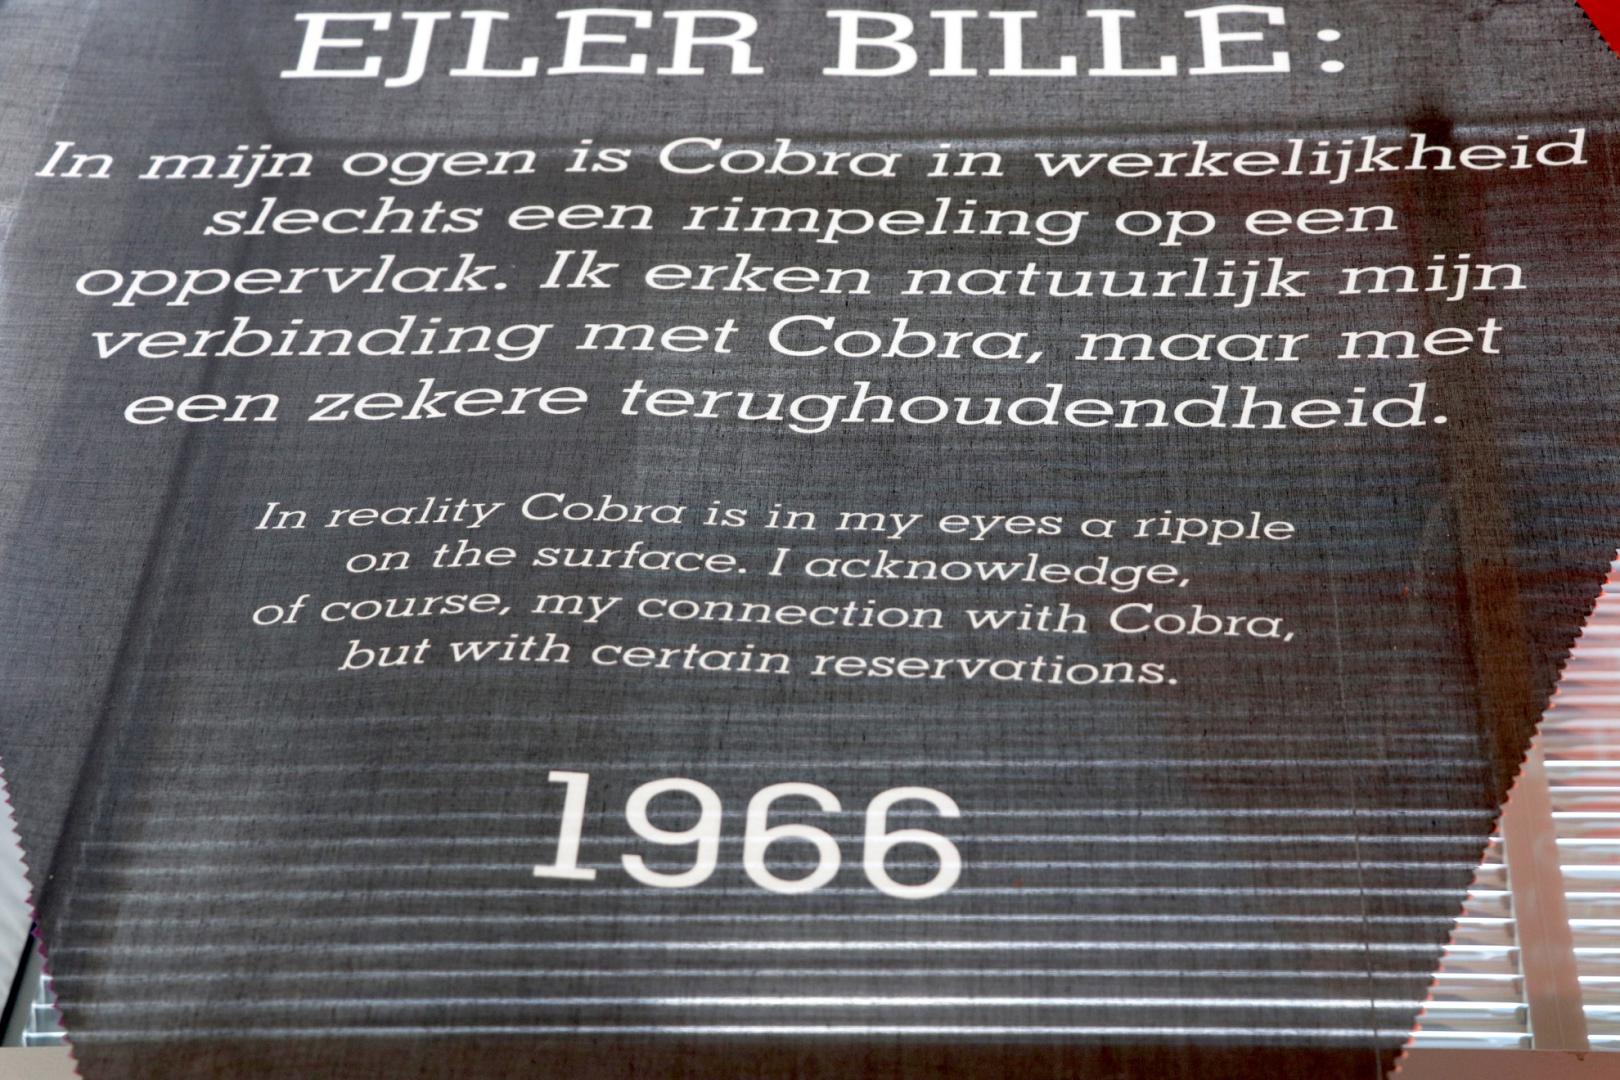 EJLER BILLE:
In mijn ogen is Cobra in werkelijkheid
slechts een rimpeling op een
oppervlak. Ik erken natuurlijk mijn
verbinding met Cobra, maar met
een zekere terughoudendheid.
In reality Cobra is in my eyes a ripple
on the surface. I acknowledge,
of course, my connection with Cobra,
but with certain reservations.
1966